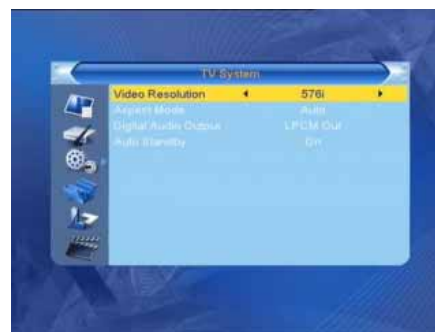 TV System
Video Resolution 576i
Aspect Mode Auto
Digital Audio Output LPCM Out
Auto Standby On